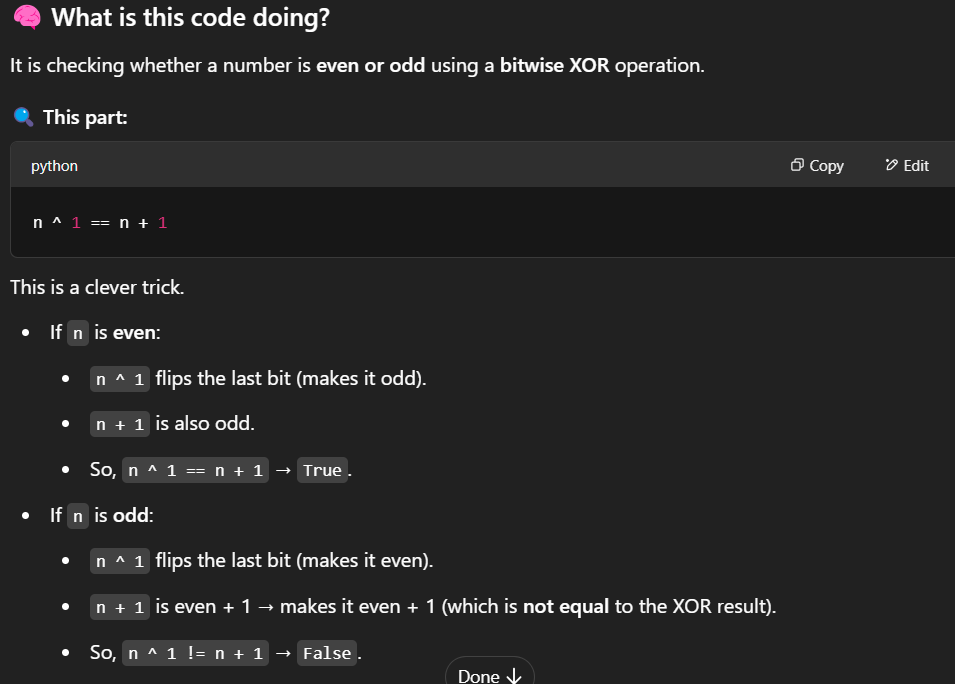 🧠 What is this code doing?
It is checking whether a number is even or odd using a bitwise XOR operation.
🔍 This part:
python Copy Edit
n ^ 1 == n + 1
This is a clever trick.
• If n is even:
• n ^ 1 flips the last bit (makes it odd).
• n + 1 is also odd.
• So, n ^ 1 == n + 1 → True.
• If n is odd:
• n ^ 1 flips the last bit (makes it even).
• n + 1 is even + 1 → makes it even + 1 (which is not equal to the XOR result).
• So, n ^ 1 != n + 1 → False.
Done ↓